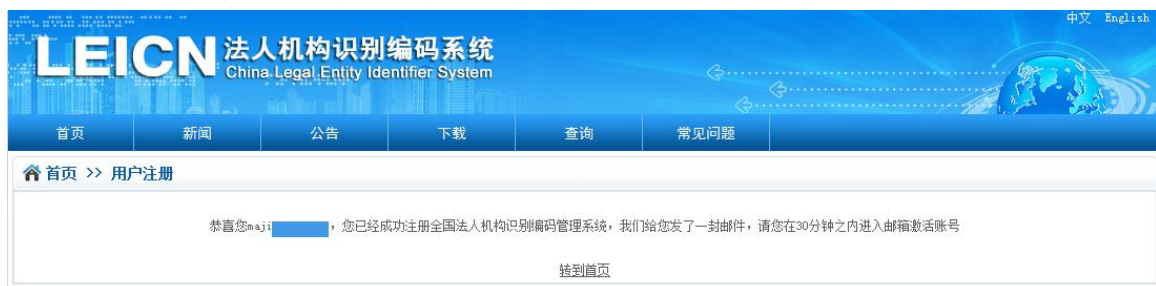 中文 English
LEICN 法人机构识别编码系统
China Legal Entity Identifier System
首页 新闻 公告 下载 查询 常见问题
首页 >> 用户注册
恭喜您maji ，您已经成功注册全国法人机构识别编码管理系统，我们给您发了一封邮件，请您在30分钟之内进入邮箱激活账号
转到首页